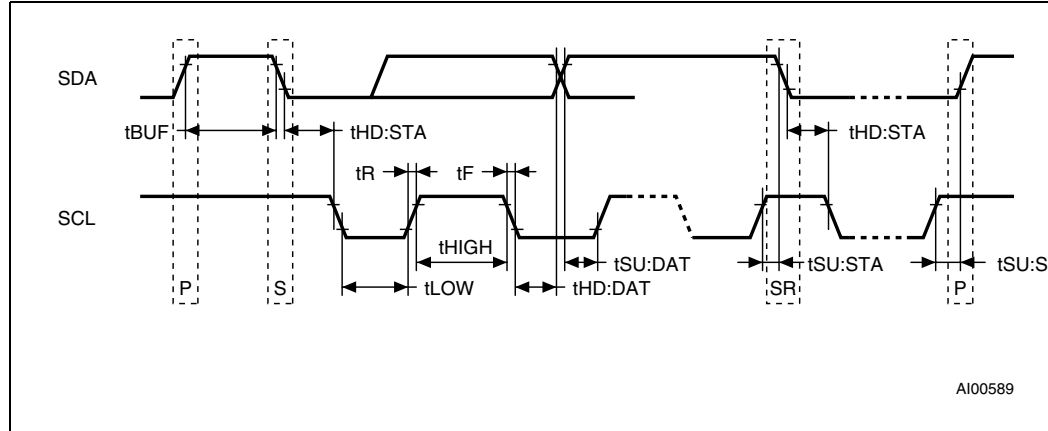 SDA
tBUF
tHD:STA
tHD:STA
tR
tF
SCL
tHIGH
tSU:DAT
tSU:STA
tSU:S
P
S
tLOW
tHD:DAT
SR
P
AI00589